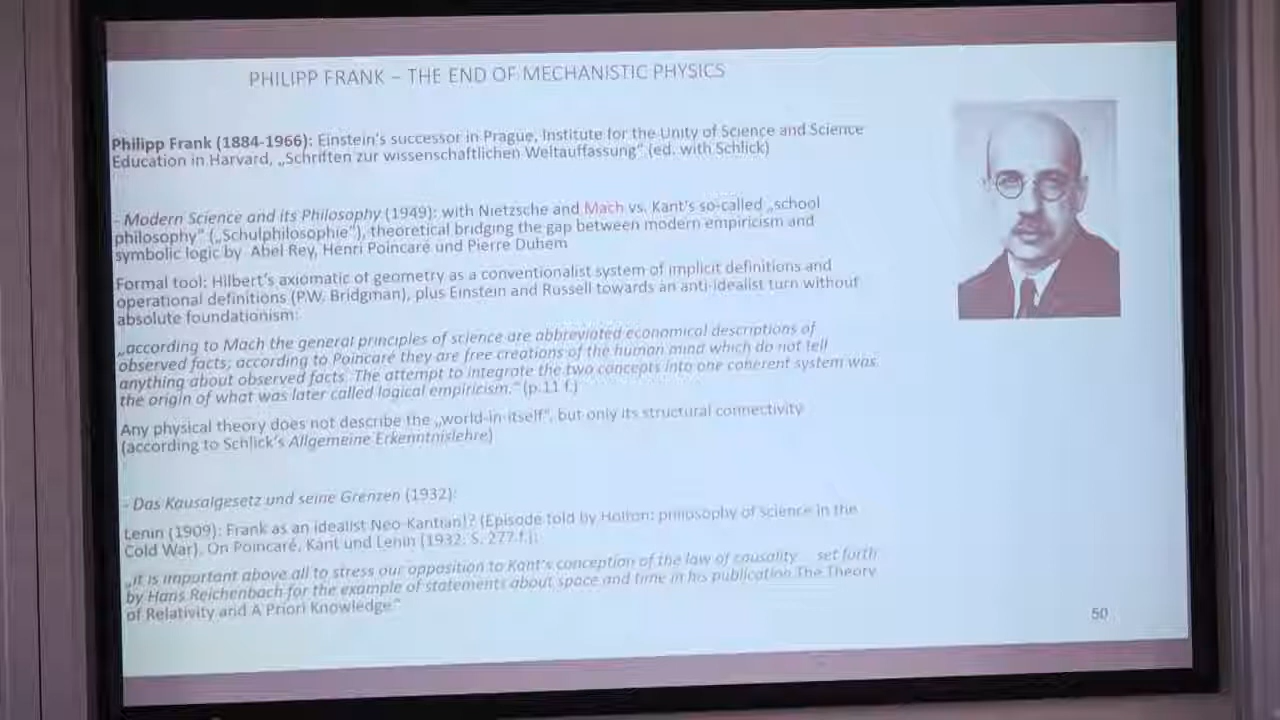 PHILIPP FRANK – THE END OF MECHANISTIC PHYSICS
Philipp Frank (1884-1966): Einstein's successor in Prague, Institute for the Unity of Science and Science
Education in Harvard, „Schriften zur wissenschaftlichen Weltauffassung" (ed. with Schlick)
- Modern Science and its Philosophy (1949): with Nietzsche and Mach vs. Kant's so-called „school
philosophy" („Schulphilosophie"), theoretical bridging the gap between modern empiricism and
symbolic logic by Abel Rey, Henri Poincaré und Pierre Duhem
Formal tool: Hilbert's axiomatic of geometry as a conventionalist system of implicit definitions and
operational definitions (P.W. Bridgman), plus Einstein and Russell towards an anti-idealist turn without
absolute foundationism:
„according to Mach the general principles of science are abbreviated economical descriptions of
observed facts; according to Poincaré they are free creations of the human mind which do not tell
anything about observed facts. The attempt to integrate the two concepts into one coherent system was
the origin of what was later called logical empiricism." (p.11 f.)
Any physical theory does not describe the „world-in-itself", but only its structural connectivity
(according to Schlick's Allgemeine Erkenntnislehre)
- Das Kausalgesetz und seine Grenzen (1932):
Lenin (1909): Frank as an idealist Neo-Kantian!? (Episode told by Holton: philosophy of science in the
Cold War). On Poincaré, Kant und Lenin (1932, S. 277 f.):
„it is important above all to stress our opposition to Kant's conception of the law of causality... set forth
by Hans Reichenbach for the example of statements about space and time in his publication The Theory
of Relativity and A Priori Knowledge."
50